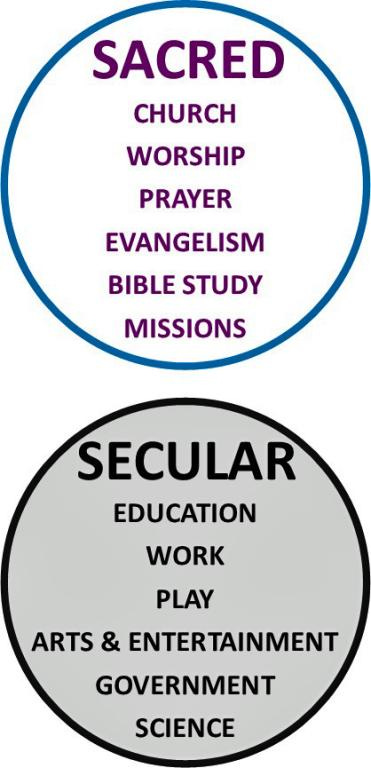 SACRED
CHURCH
WORSHIP
PRAYER
EVANGELISM
BIBLE STUDY
MISSIONS
SECULAR
EDUCATION
WORK
PLAY
ARTS & ENTERTAINMENT
GOVERNMENT
SCIENCE